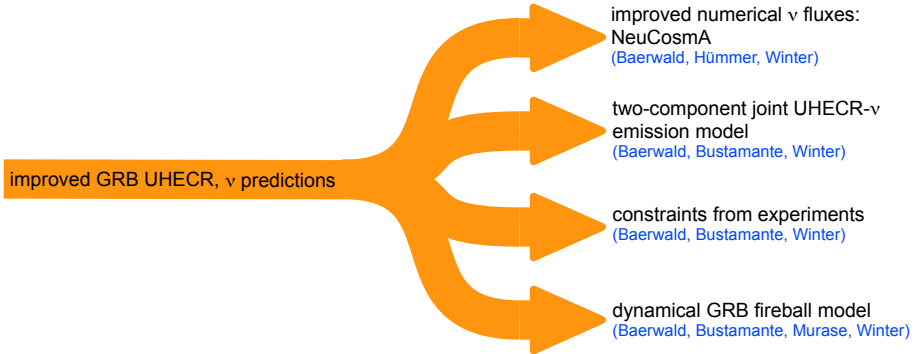 improved GRB UHECR, ν predictions
improved numerical ν fluxes:
NeuCosmA
(Baerwald, Hümmer, Winter)
two-component joint UHECR-ν
emission model
(Baerwald, Bustamante, Winter)
constraints from experiments
(Baerwald, Bustamante, Winter)
dynamical GRB fireball model
(Baerwald, Bustamante, Murase, Winter)